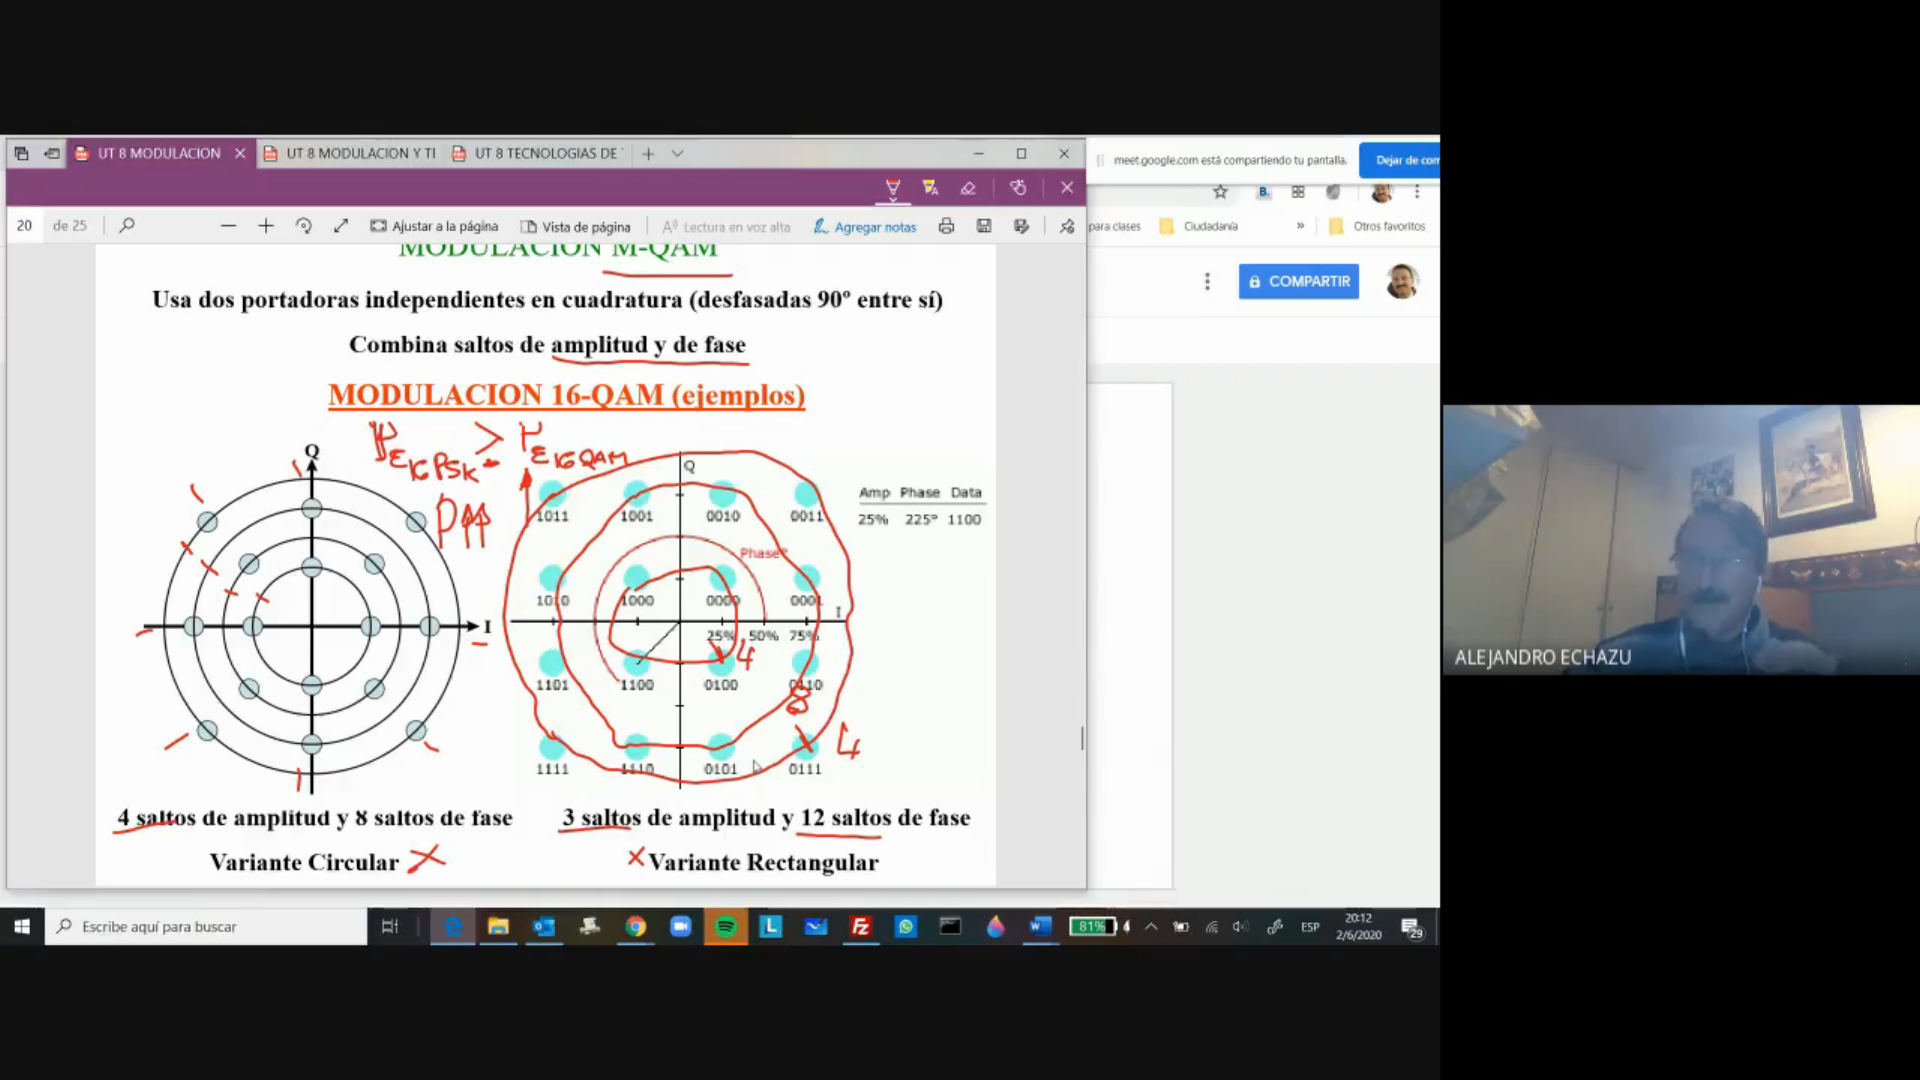 UT 8 MODULACION
UT 8 MODULACION Y TI
UT 8 TECNOLOGIAS DE
meet.google.com está compartiendo tu pantalla.
Dejar de com
20 de 25
Ajustar a la página
Vista de página
Lectura en voz alta
Agregar notas
para clases
Ciudadanía
»
Otros favoritos
COMPARTIR
MODULACION M-QAM
Usa dos portadoras independientes en cuadratura (desfasadas 90º entre sí)
Combina saltos de amplitud y de fase
MODULACION 16-QAM (ejemplos)
PƐ16PSK > PƐ16QAM
Q
I
P↑↑
Q
1011 1001 0010 0011
Phase°
1010 1000 0000 0001
I
25% 50% 75%
4
1101 1100 0100 0110
8
4
1111 1110 0101 0111
Amp Phase Data
25% 225° 1100
4 saltos de amplitud y 8 saltos de fase
3 saltos de amplitud y 12 saltos de fase
Variante Circular X
X Variante Rectangular
ALEJANDRO ECHAZU
Escribe aquí para buscar
L
Fz
81%
ESP
20:12
2/6/2020
29